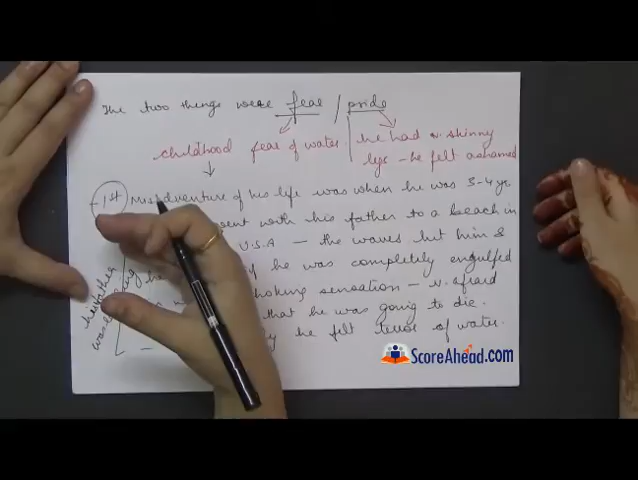 The two things were fear / pride
childhood fear of water.
he had v. skinny
legs - he felt ashamed
1st misadventure of his life was when he was 3-4 yr
went with his father to a beach in
U.S.A - the waves hit him &
he was completely engulfed
choking sensation - v. afraid
that he was going to die.
he felt terror of water.
his father
was
ScoreAhead.com